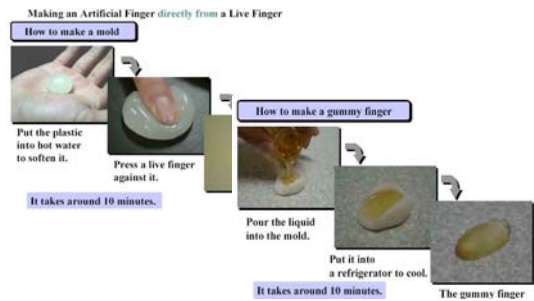 Making an Artificial Finger directly from a Live Finger
How to make a mold
Put the plastic
into hot water
to soften it.
Press a live finger
against it.
It takes around 10 minutes.
How to make a gummy finger
Pour the liquid
into the mold.
Put it into
a refrigerator to cool.
The gummy finger
It takes around 10 minutes.